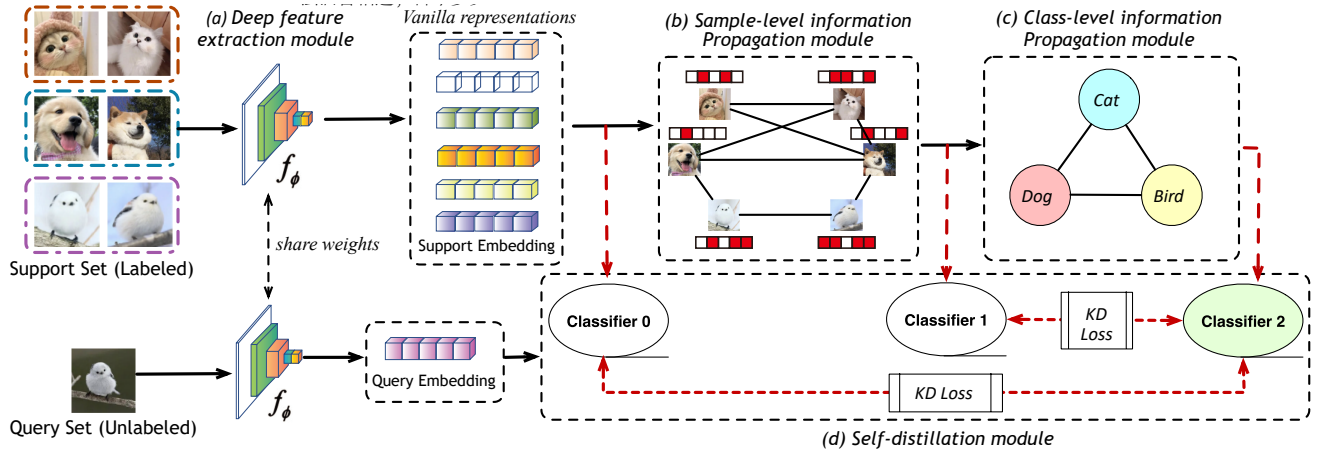 (a) Deep feature
extraction module
Vanilla representations
(b) Sample-level information
Propagation module
(c) Class-level information
Propagation module
Cat
Dog
Bird
fϕ
Support Embedding
share weights
Support Set (Labeled)
Classifier 0
Classifier 1
KD
Loss
Classifier 2
Query Embedding
fϕ
KD Loss
Query Set (Unlabeled)
(d) Self-distillation module